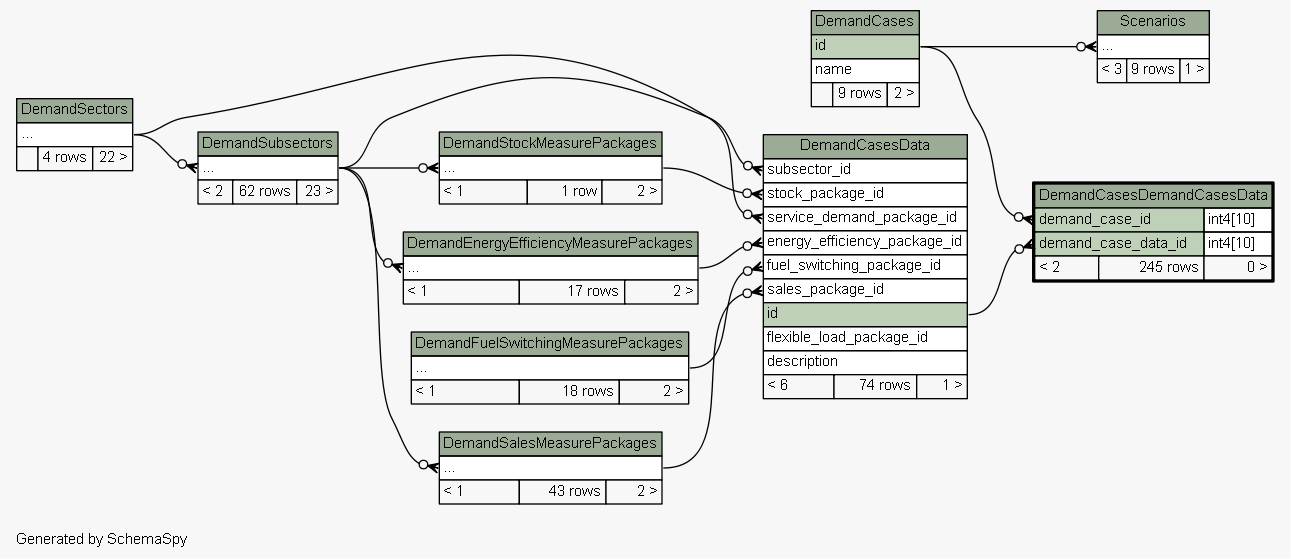 DemandCases
id
name
9 rows 2 >
Scenarios
...
< 3 9 rows 1 >
DemandSectors
...
4 rows 22 >
DemandSubsectors
...
< 2 62 rows 23 >
DemandStockMeasurePackages
...
< 1 1 row 2 >
DemandEnergyEfficiencyMeasurePackages
...
< 1 17 rows 2 >
DemandFuelSwitchingMeasurePackages
...
< 1 18 rows 2 >
DemandSalesMeasurePackages
...
< 1 43 rows 2 >
DemandCasesData
subsector_id
stock_package_id
service_demand_package_id
energy_efficiency_package_id
fuel_switching_package_id
sales_package_id
id
flexible_load_package_id
description
< 6 74 rows 1 >
DemandCasesDemandCasesData
demand_case_id int4[10]
demand_case_data_id int4[10]
< 2 245 rows 0 >
Generated by SchemaSpy